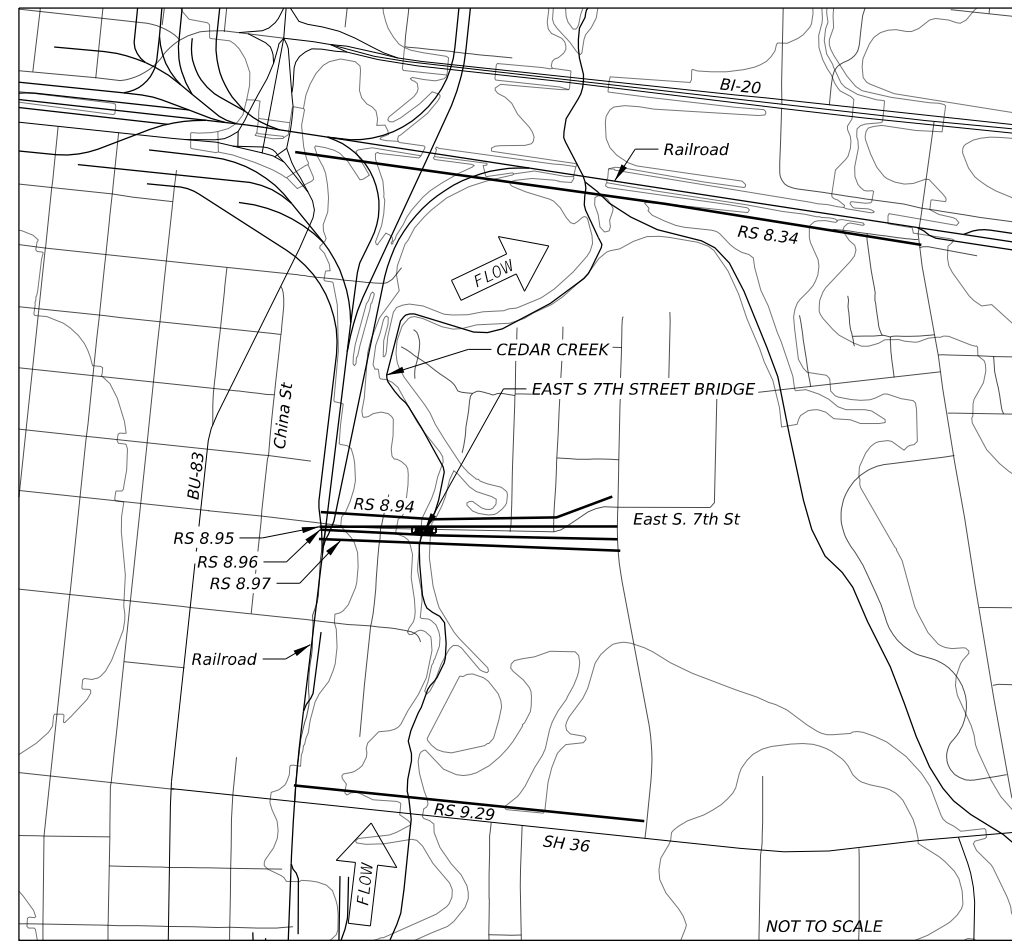 BI-20
Railroad
RS 8.34
FLOW
CEDAR CREEK
EAST S 7TH STREET BRIDGE
China St
BU-83
RS 8.94
East S. 7th St
RS 8.95
RS 8.96
RS 8.97
Railroad
RS 9.29
SH 36
FLOW
NOT TO SCALE